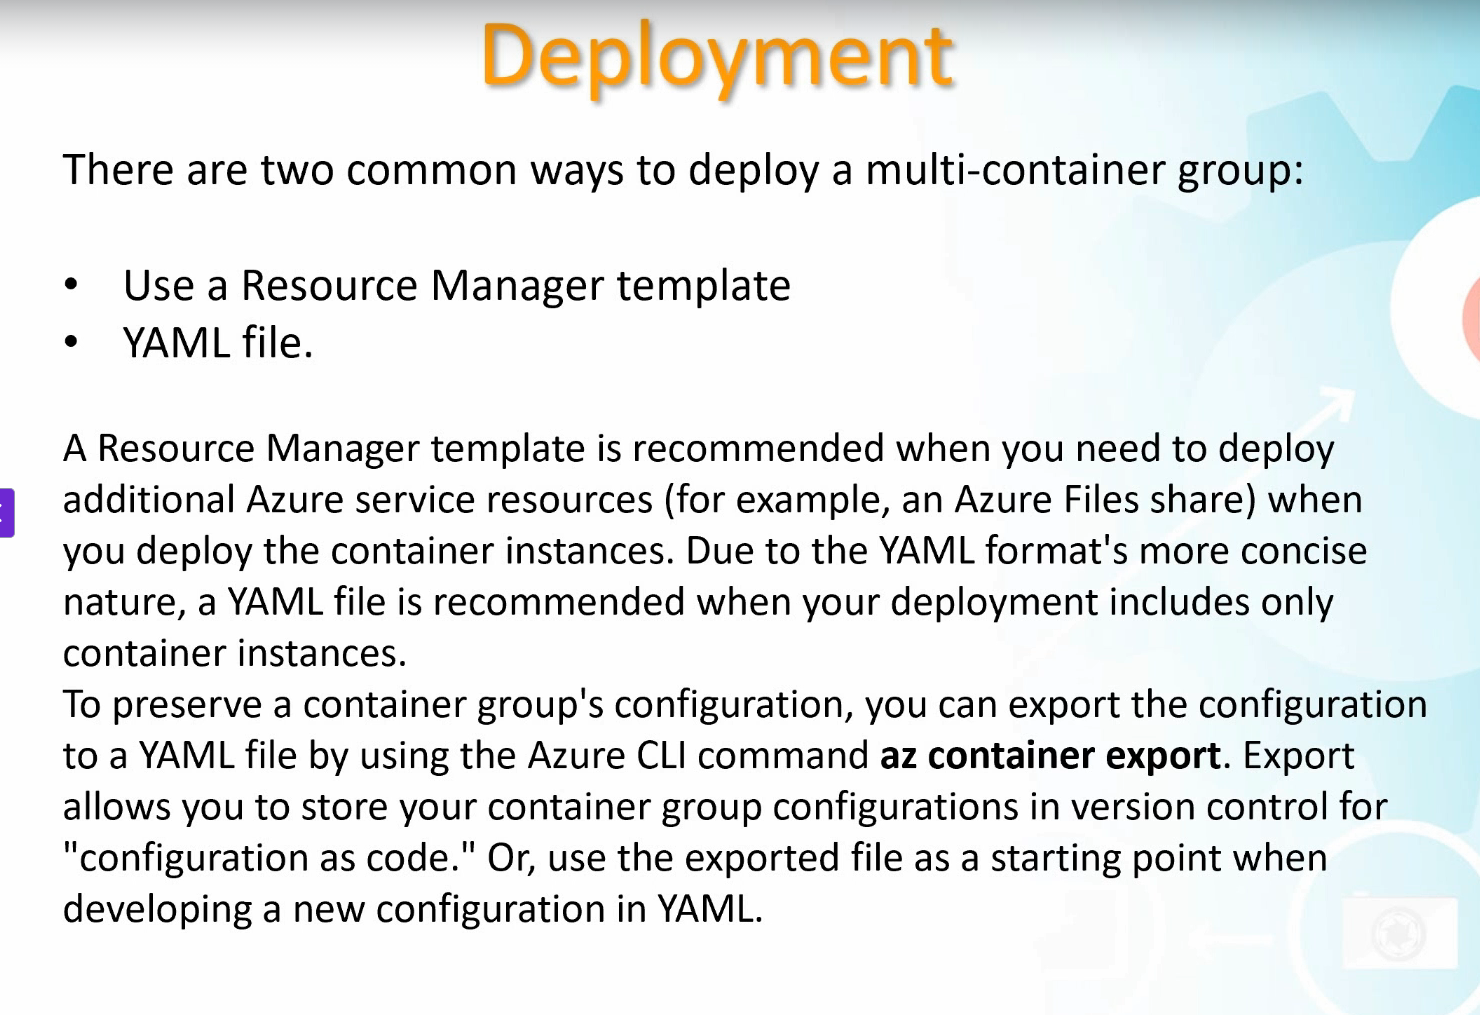 Deployment
There are two common ways to deploy a multi-container group:
• Use a Resource Manager template
• YAML file.
A Resource Manager template is recommended when you need to deploy
additional Azure service resources (for example, an Azure Files share) when
you deploy the container instances. Due to the YAML format's more concise
nature, a YAML file is recommended when your deployment includes only
container instances.
To preserve a container group's configuration, you can export the configuration
to a YAML file by using the Azure CLI command az container export. Export
allows you to store your container group configurations in version control for
"configuration as code." Or, use the exported file as a starting point when
developing a new configuration in YAML.